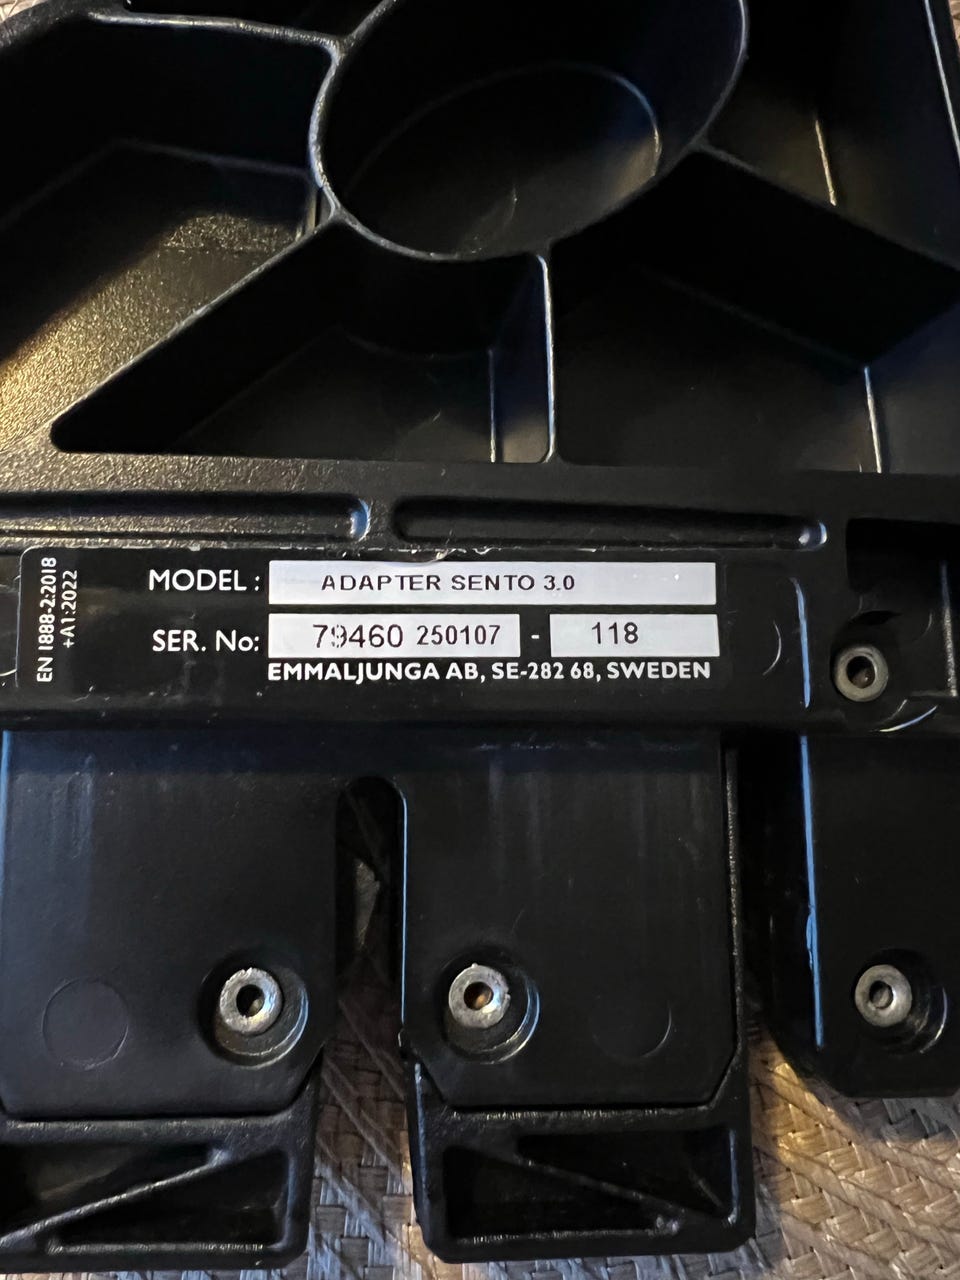 EN 1888-2:2018
+A1:2022
MODEL: ADAPTER SENTO 3.0
SER. No: 79460 250107 - 118
EMMALJUNGA AB, SE-282 68, SWEDEN